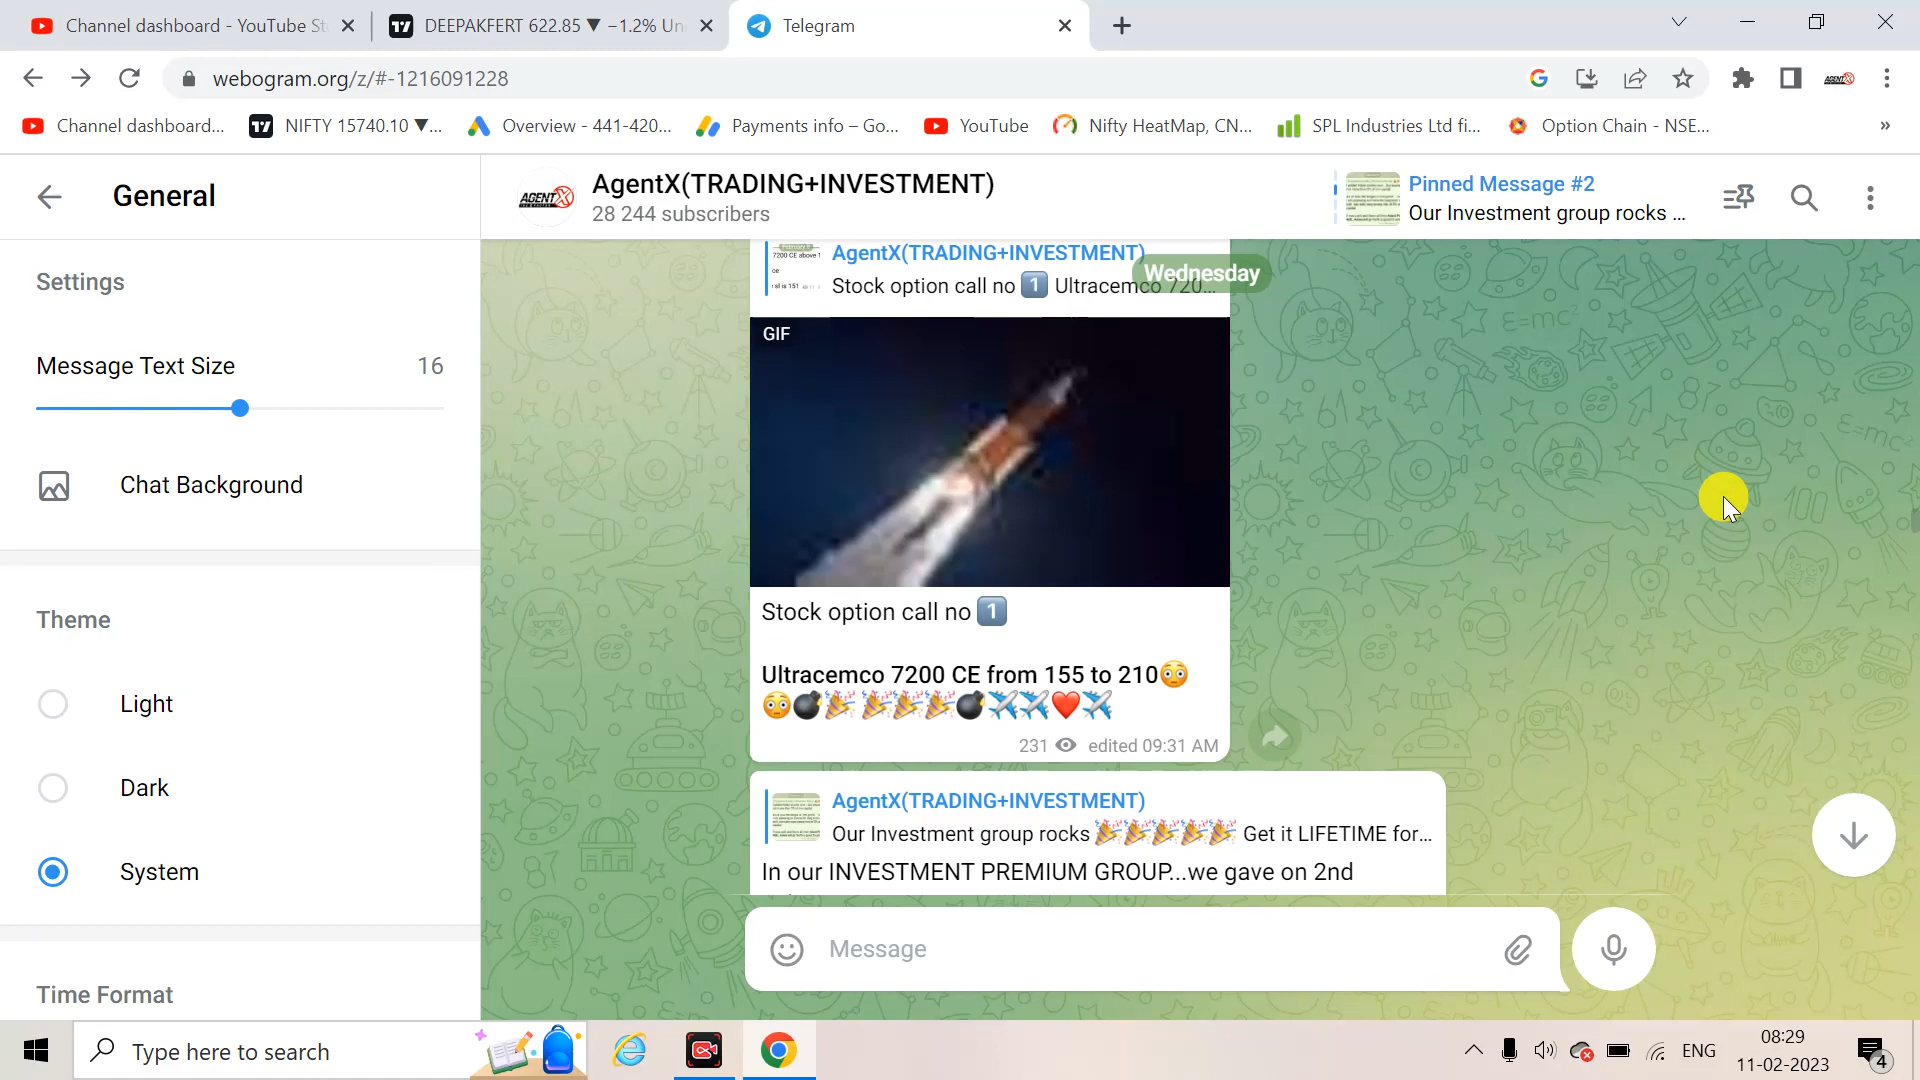 Channel dashboard - YouTube St
DEEPAKFERT 622.85 ▼ −1.2% Un
Telegram
webogram.org/z/#-1216091228
Channel dashboard...
NIFTY 15740.10 ▼...
Overview - 441-420...
Payments info – Go...
YouTube
Nifty HeatMap, CN...
SPL Industries Ltd fi...
Option Chain - NSE...
»
General
AGENTX
AgentX(TRADING+INVESTMENT)
28 244 subscribers
Pinned Message #2
Our Investment group rocks ...
Settings
Message Text Size 16
Chat Background
Theme
Light
Dark
System
Time Format
AgentX(TRADING+INVESTMENT)
Stock option call no 1️⃣ Ultracemco 720...
Wednesday
GIF
Stock option call no 1️⃣
Ultracemco 7200 CE from 155 to 210😳
😳💣🎉🎉🎉🎉💣✈️✈️❤️✈️
231 edited 09:31 AM
AgentX(TRADING+INVESTMENT)
Our Investment group rocks 🎉🎉🎉🎉🎉 Get it LIFETIME for...
In our INVESTMENT PREMIUM GROUP...we gave on 2nd
Message
Type here to search
ENG
08:29
11-02-2023
4